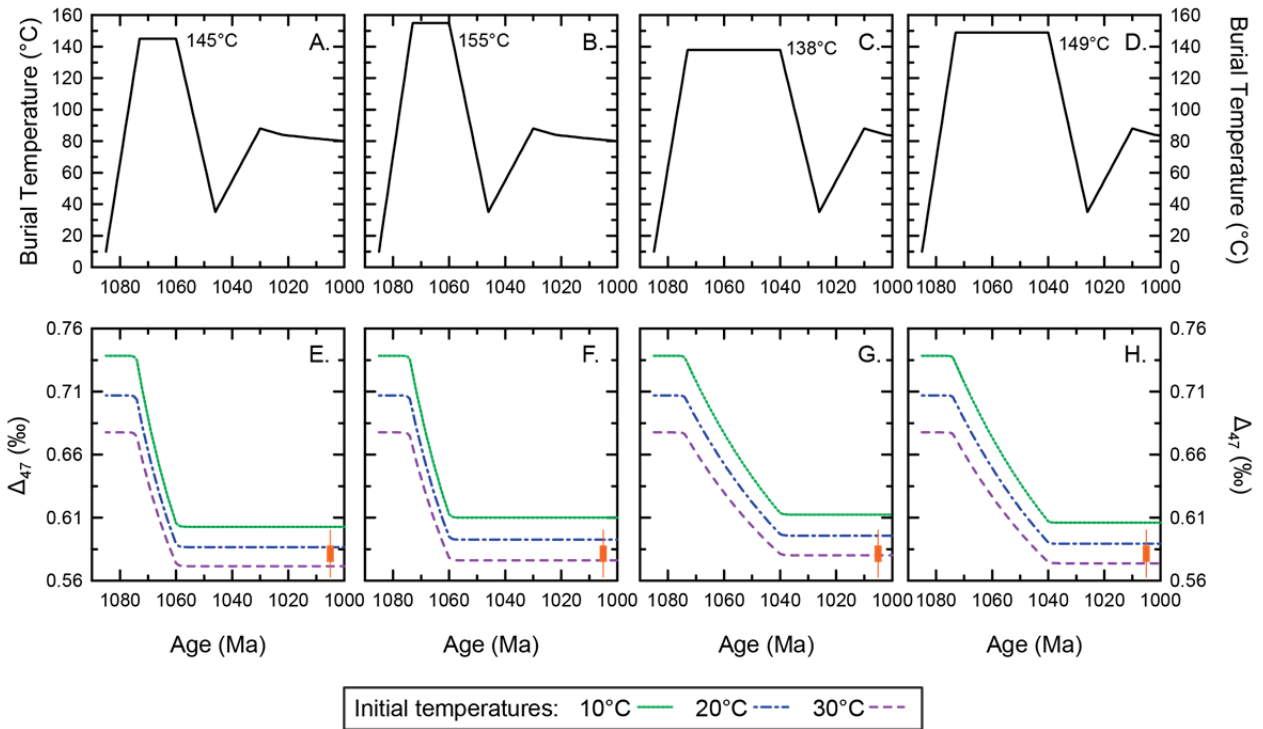 160 140 120 100 80 60 40 20 0
Burial Temperature (°C)
145°C A.
155°C B.
138°C C.
149°C D.
160 140 120 100 80 60 40 20 0
Burial Temperature (°C)
1080 1060 1040 1020 1000
1080 1060 1040 1020 1000
1080 1060 1040 1020 1000
1080 1060 1040 1020 1000
0.76 0.71 0.66 0.61 0.56
Δ47 (‰)
E.
F.
G.
H.
0.76 0.71 0.66 0.61 0.56
Δ47 (‰)
1080 1060 1040 1020 1000
1080 1060 1040 1020 1000
1080 1060 1040 1020 1000
1080 1060 1040 1020 1000
Age (Ma) Age (Ma) Age (Ma) Age (Ma)
Initial temperatures: 10°C 20°C 30°C